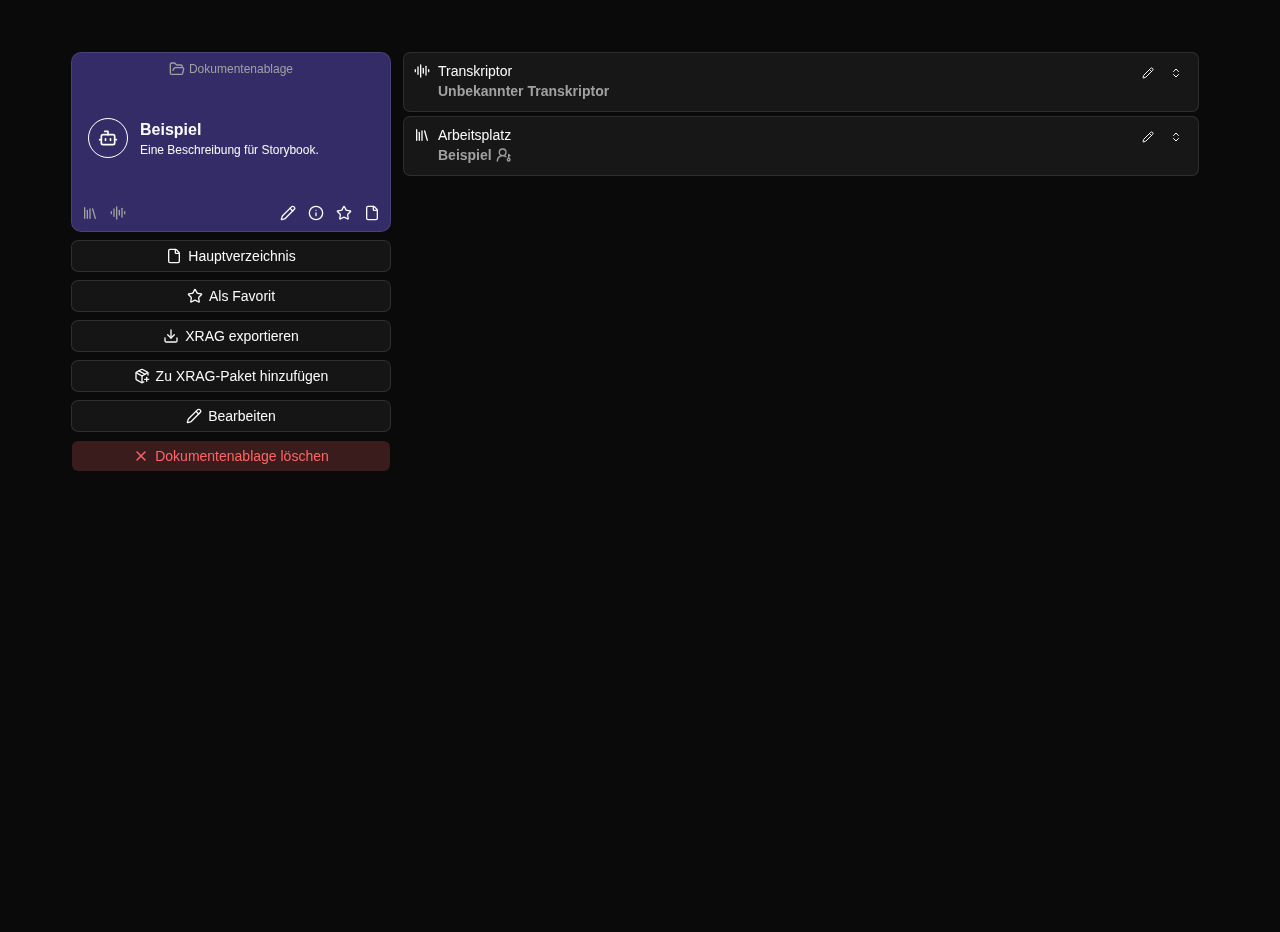 Dokumentenablage
Beispiel
Eine Beschreibung für Storybook.
Hauptverzeichnis
Als Favorit
XRAG exportieren
Zu XRAG-Paket hinzufügen
Bearbeiten
Dokumentenablage löschen
Transkriptor
Unbekannter Transkriptor
Arbeitsplatz
Beispiel